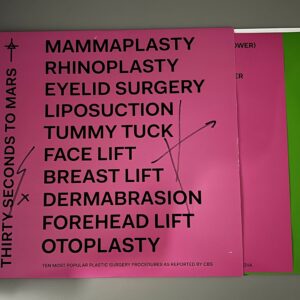 THIRTY SECONDS TO MARS
MAMMAPLASTY
RHINOPLASTY
EYELID SURGERY
LIPOSUCTION
TUMMY TUCK
FACE LIFT
BREAST LIFT
DERMABRASION
FOREHEAD LIFT
OTOPLASTY
TEN MOST POPULAR PLASTIC SURGERY PROCEDURES AS REPORTED BY CBS